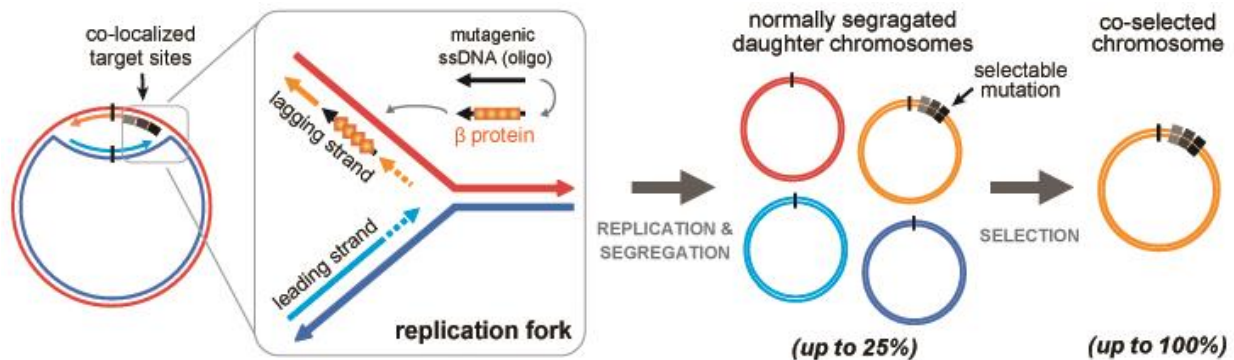 co-localized
target sites
mutagenic
ssDNA (oligo)
β protein
lagging strand
leading strand
replication fork
REPLICATION &
SEGREGATION
normally segragated
daughter chromosomes
selectable
mutation
(up to 25%)
SELECTION
co-selected
chromosome
(up to 100%)